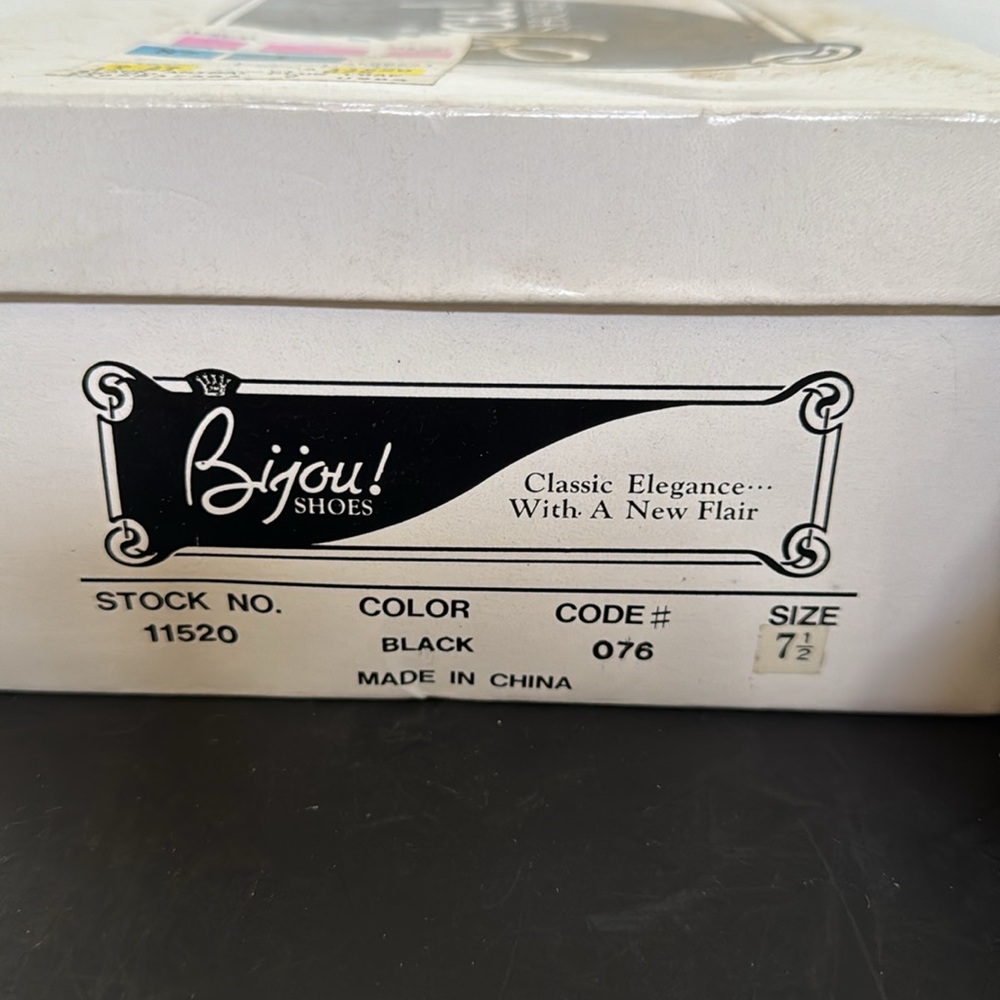 Bijou!
SHOES
Classic Elegance...
With A New Flair
STOCK NO. COLOR CODE # SIZE
11520 BLACK 076 7½
MADE IN CHINA